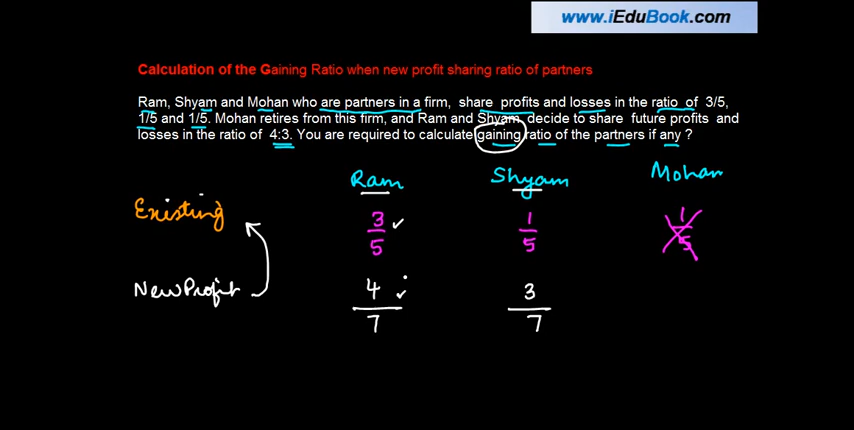 www.iEduBook.com
Calculation of the Gaining Ratio when new profit sharing ratio of partners
Ram, Shyam and Mohan who are partners in a firm, share profits and losses in the ratio of 3/5,
1/5 and 1/5. Mohan retires from this firm, and Ram and Shyam, decide to share future profits and
losses in the ratio of 4:3. You are required to calculate gaining ratio of the partners if any ?
Ram Shyam Mohan
Existing 3/5 1/5 1/5
New Profit 4/7 3/7